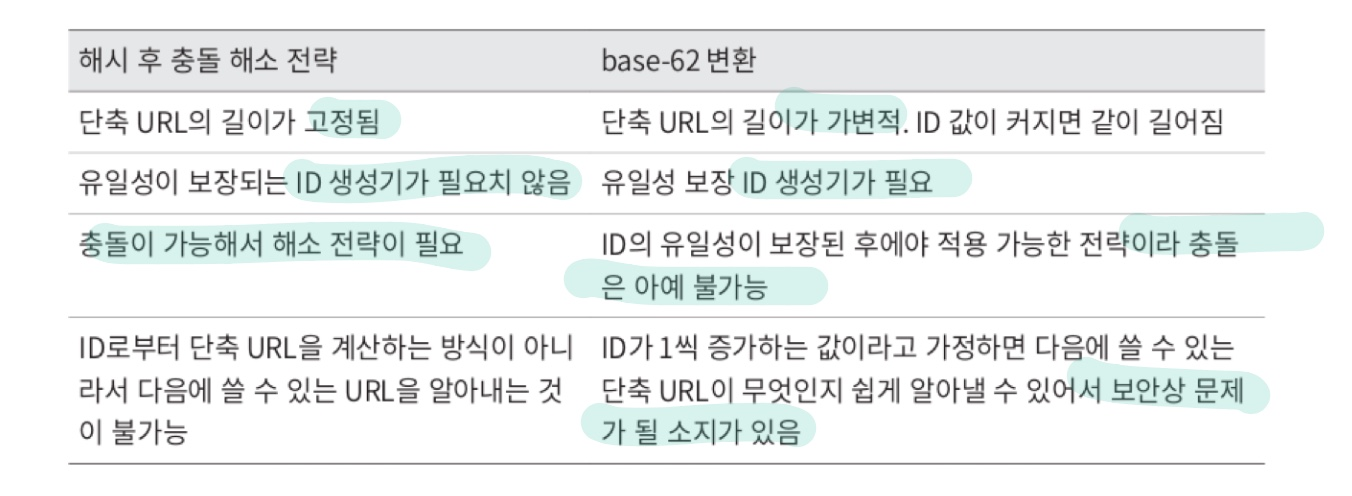 해시 후 충돌 해소 전략
base-62 변환
단축 URL의 길이가 고정됨
단축 URL의 길이가 가변적. ID 값이 커지면 같이 길어짐
유일성이 보장되는 ID 생성기가 필요치 않음
유일성 보장 ID 생성기가 필요
충돌이 가능해서 해소 전략이 필요
ID의 유일성이 보장된 후에야 적용 가능한 전략이라 충돌
은 아예 불가능
ID로부터 단축 URL을 계산하는 방식이 아니
라서 다음에 쓸 수 있는 URL을 알아내는 것
이 불가능
ID가 1씩 증가하는 값이라고 가정하면 다음에 쓸 수 있는
단축 URL이 무엇인지 쉽게 알아낼 수 있어서 보안상 문제
가 될 소지가 있음